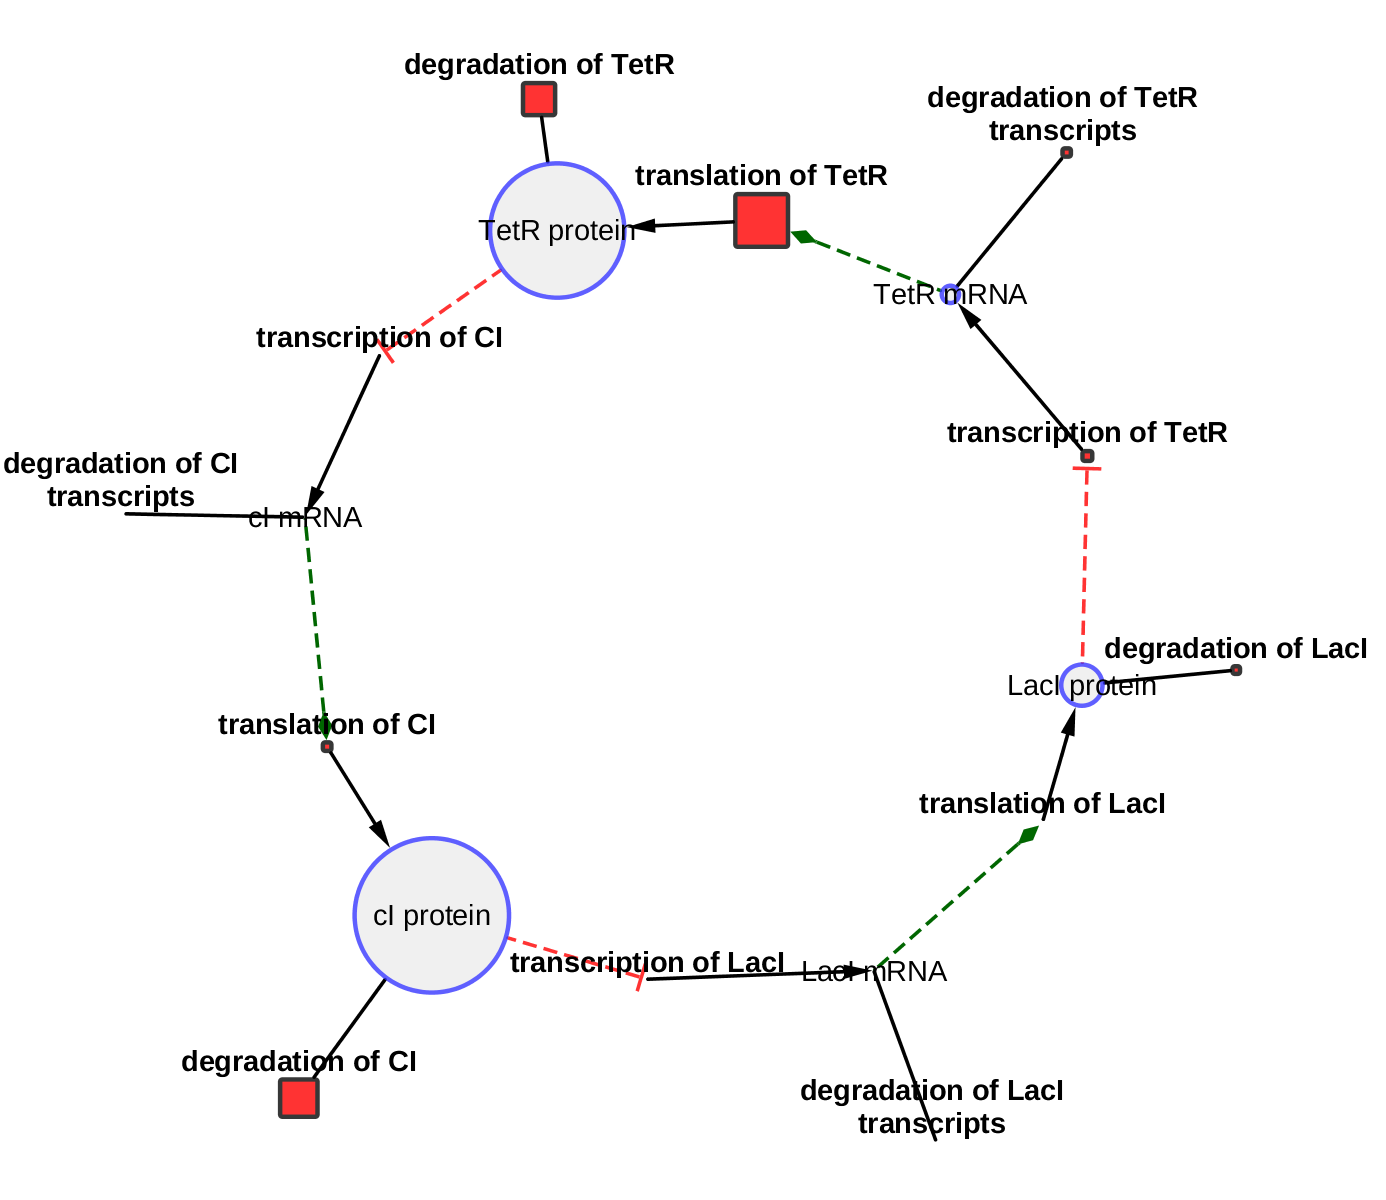 degradation of TetR
degradation of TetR
transcripts
translation of TetR
TetR protein
TetR mRNA
transcription of CI
transcription of TetR
degradation of CI
transcripts
cI mRNA
degradation of LacI
LacI protein
translation of CI
translation of LacI
cI protein
transcription of LacI
LacI mRNA
degradation of CI
degradation of LacI
transcripts